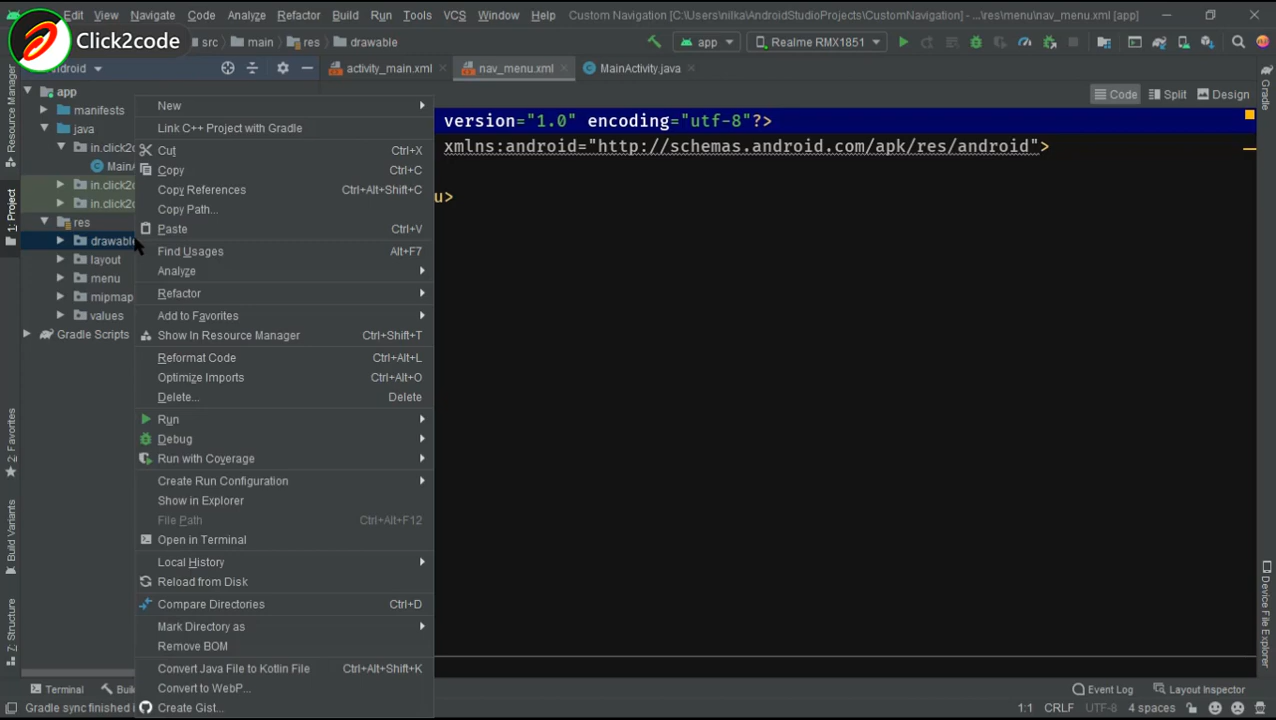 Edit View Navigate Code Analyze Refactor Build Run Tools VCS Window Help Custom Navigation [C:\Users\
AndroidStudioProjects\CustomNavigation] - ...\res\menu\nav_menu.xml [app]
Click2code
src main res drawable app Realme RMX1851
activity_main.xml nav_menu.xml MainActivity.java
Code Split Design
app
manifests
java
in.click2c
MainA
in.click2c
in.click2c
res
drawable
layout
menu
mipmap
values
Gradle Scripts
New
Link C++ Project with Gradle
Cut Ctrl+X
Copy Ctrl+C
Copy References Ctrl+Alt+Shift+C
Copy Path...
Paste Ctrl+V
Find Usages Alt+F7
Analyze
Refactor
Add to Favorites
Show In Resource Manager Ctrl+Shift+T
Reformat Code Ctrl+Alt+L
Optimize Imports Ctrl+Alt+O
Delete... Delete
Run
Debug
Run with Coverage
Create Run Configuration
Show in Explorer
File Path Ctrl+Alt+F12
Open in Terminal
Local History
Reload from Disk
Compare Directories Ctrl+D
Mark Directory as
Remove BOM
Convert Java File to Kotlin File Ctrl+Alt+Shift+K
Convert to WebP...
Create Gist...
version="1.0" encoding="utf-8"?>
xmlns:android="http://schemas.android.com/apk/res/android">
u>
Resource Manager
1: Project
2: Favorites
Build Variants
7: Structure
Gradle
Device File Explorer
Terminal Buil Event Log Layout Inspector
Gradle sync finished i 1:1 CRLF UTF-8 4 spaces